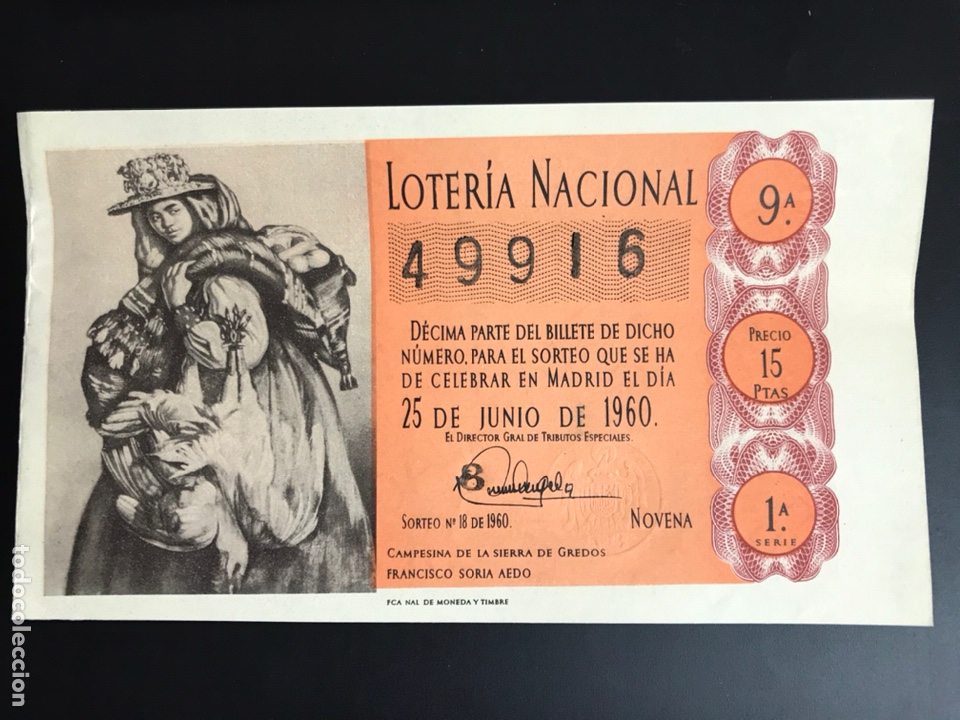 LOTERÍA NACIONAL
49916
DÉCIMA PARTE DEL BILLETE DE DICHO
NÚMERO, PARA EL SORTEO QUE SE HA
DE CELEBRAR EN MADRID EL DÍA
25 DE JUNIO DE 1960.
EL DIRECTOR GRAL DE TRIBUTOS ESPECIALES.
SORTEO Nº 18 DE 1960.
NOVENA
CAMPESINA DE LA SIERRA DE GREDOS
FRANCISCO SORIA AEDO
FCA NAL DE MONEDA Y TIMBRE
9.ª
PRECIO
15
PTAS
1.ª
SERIE
todocoleccion